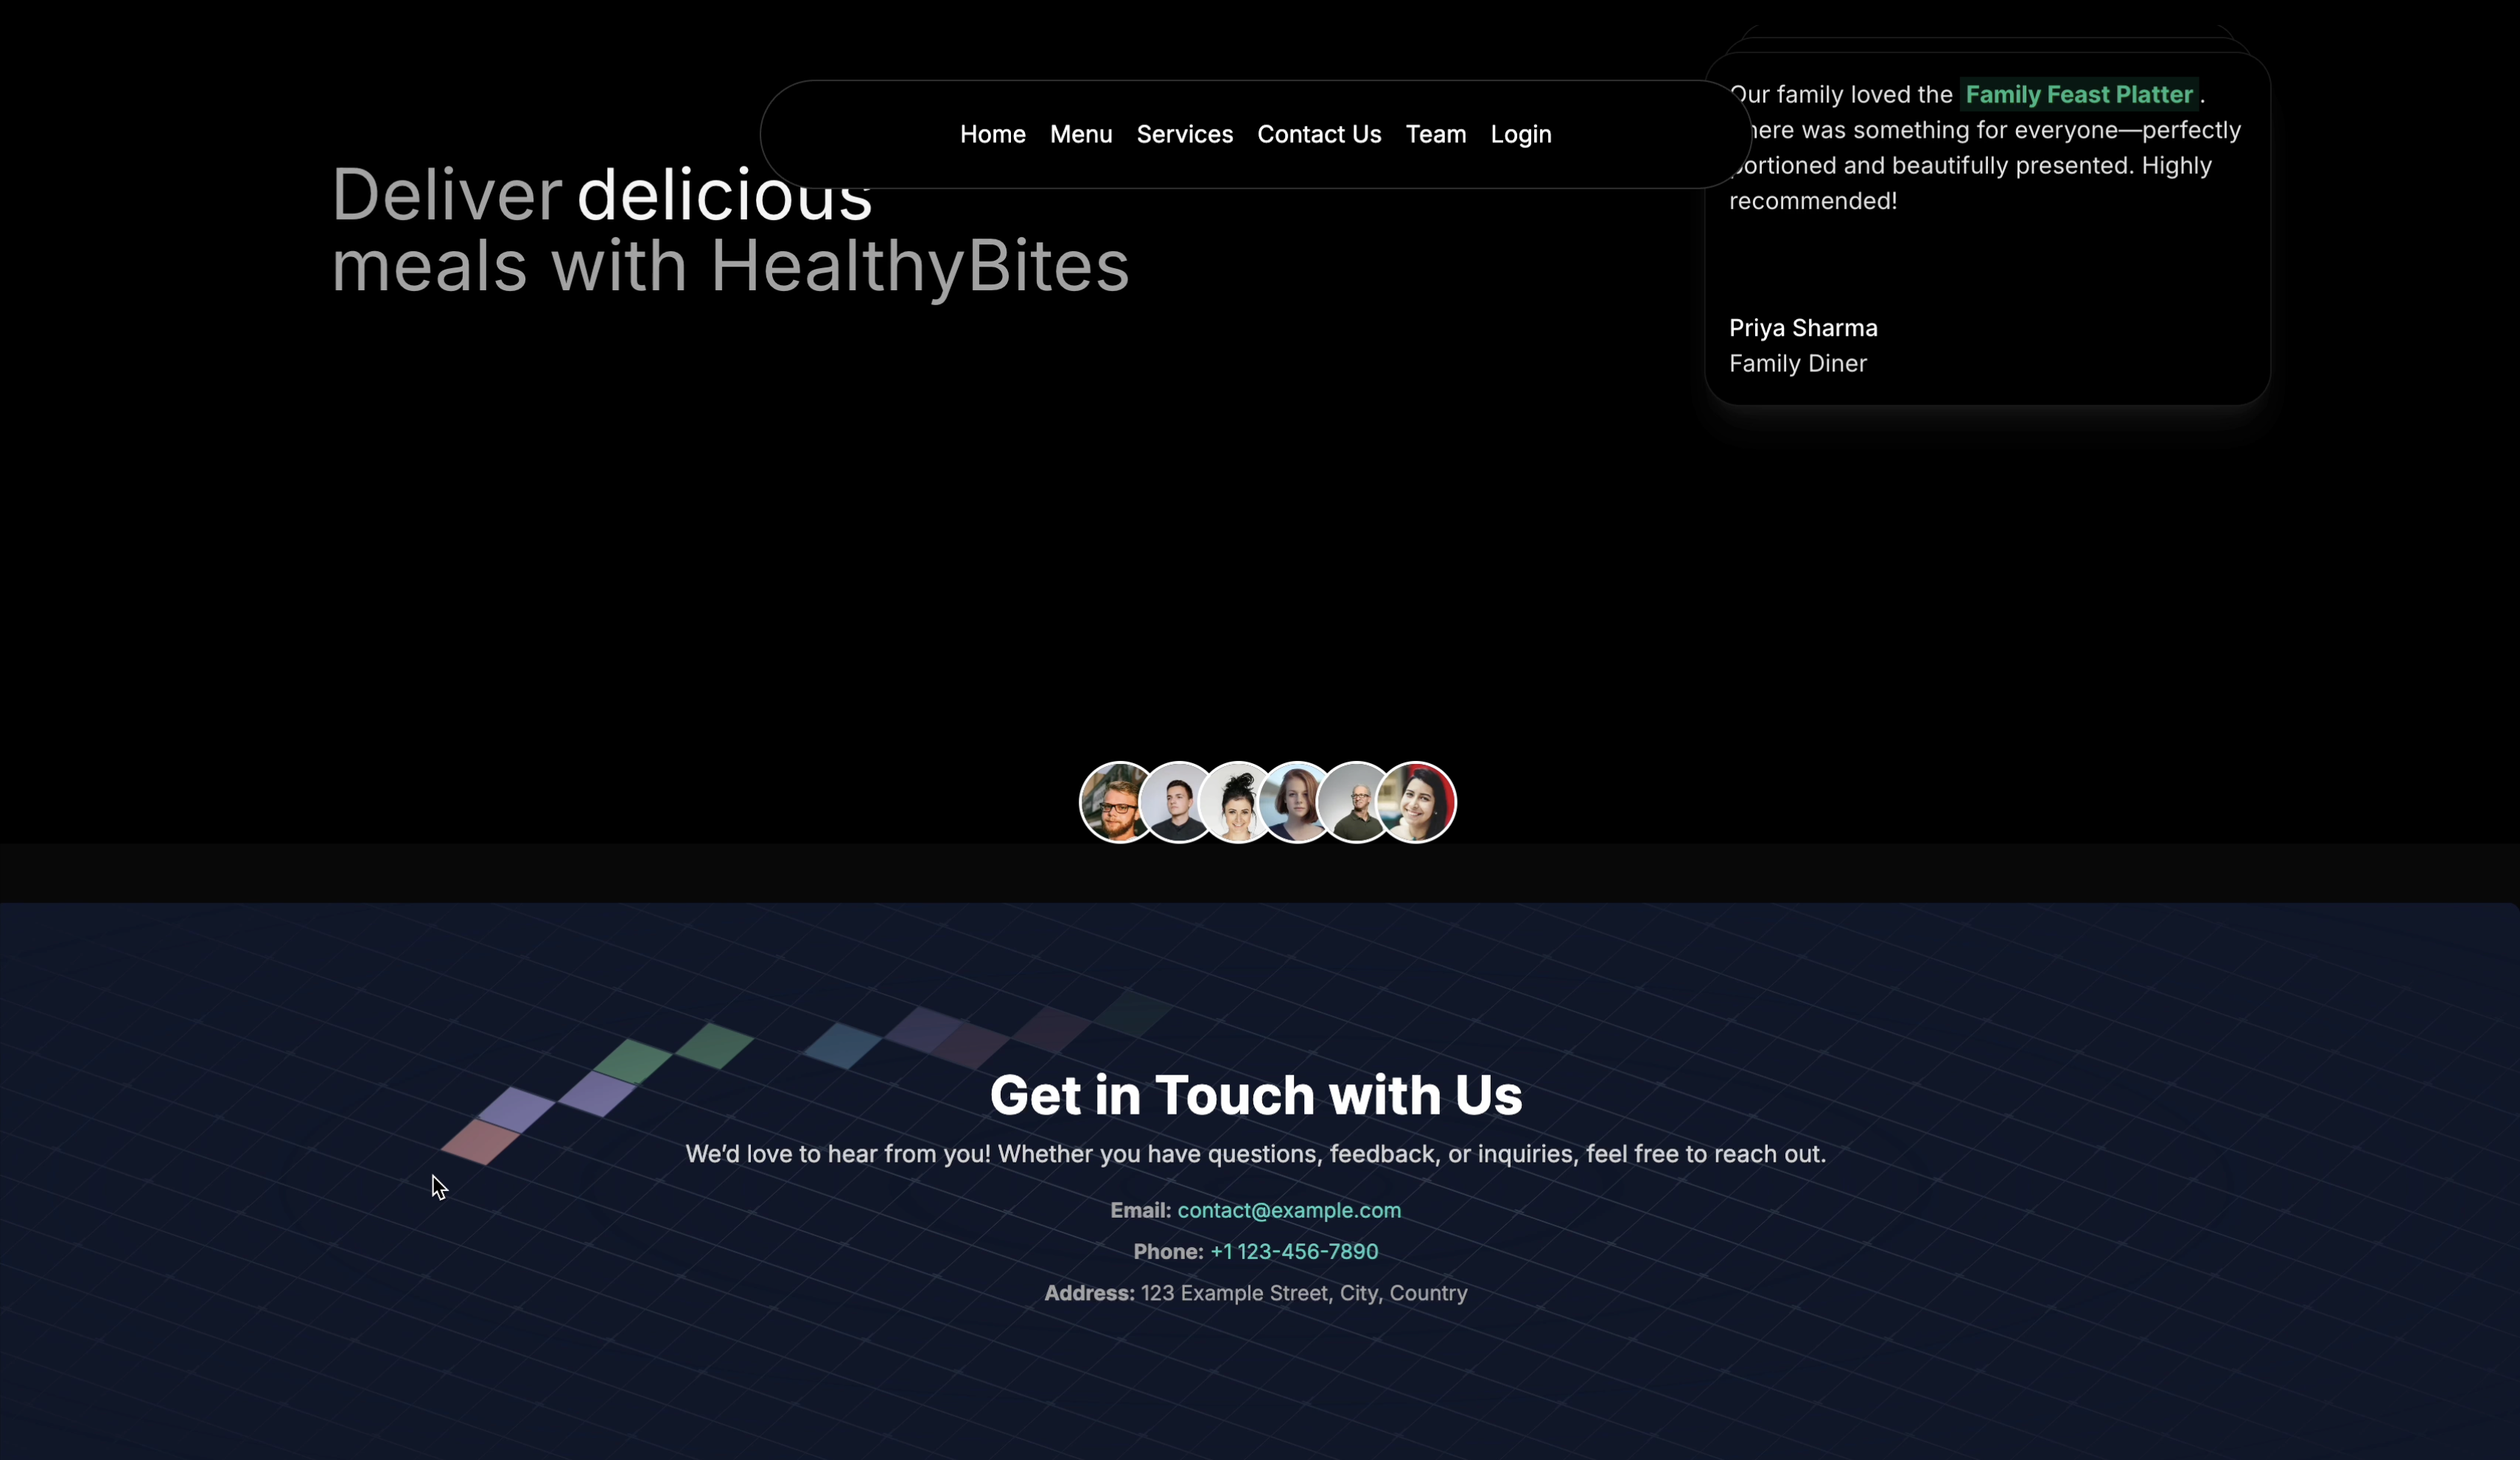 Home Menu Services Contact Us Team Login
Deliver delicious
meals with HealthyBites
Our family loved the Family Feast Platter.
here was something for everyone—perfectly
portioned and beautifully presented. Highly
recommended!
Priya Sharma
Family Diner
Get in Touch with Us
We’d love to hear from you! Whether you have questions, feedback, or inquiries, feel free to reach out.
Email: contact@example.com
Phone: +1 123-456-7890
Address: 123 Example Street, City, Country